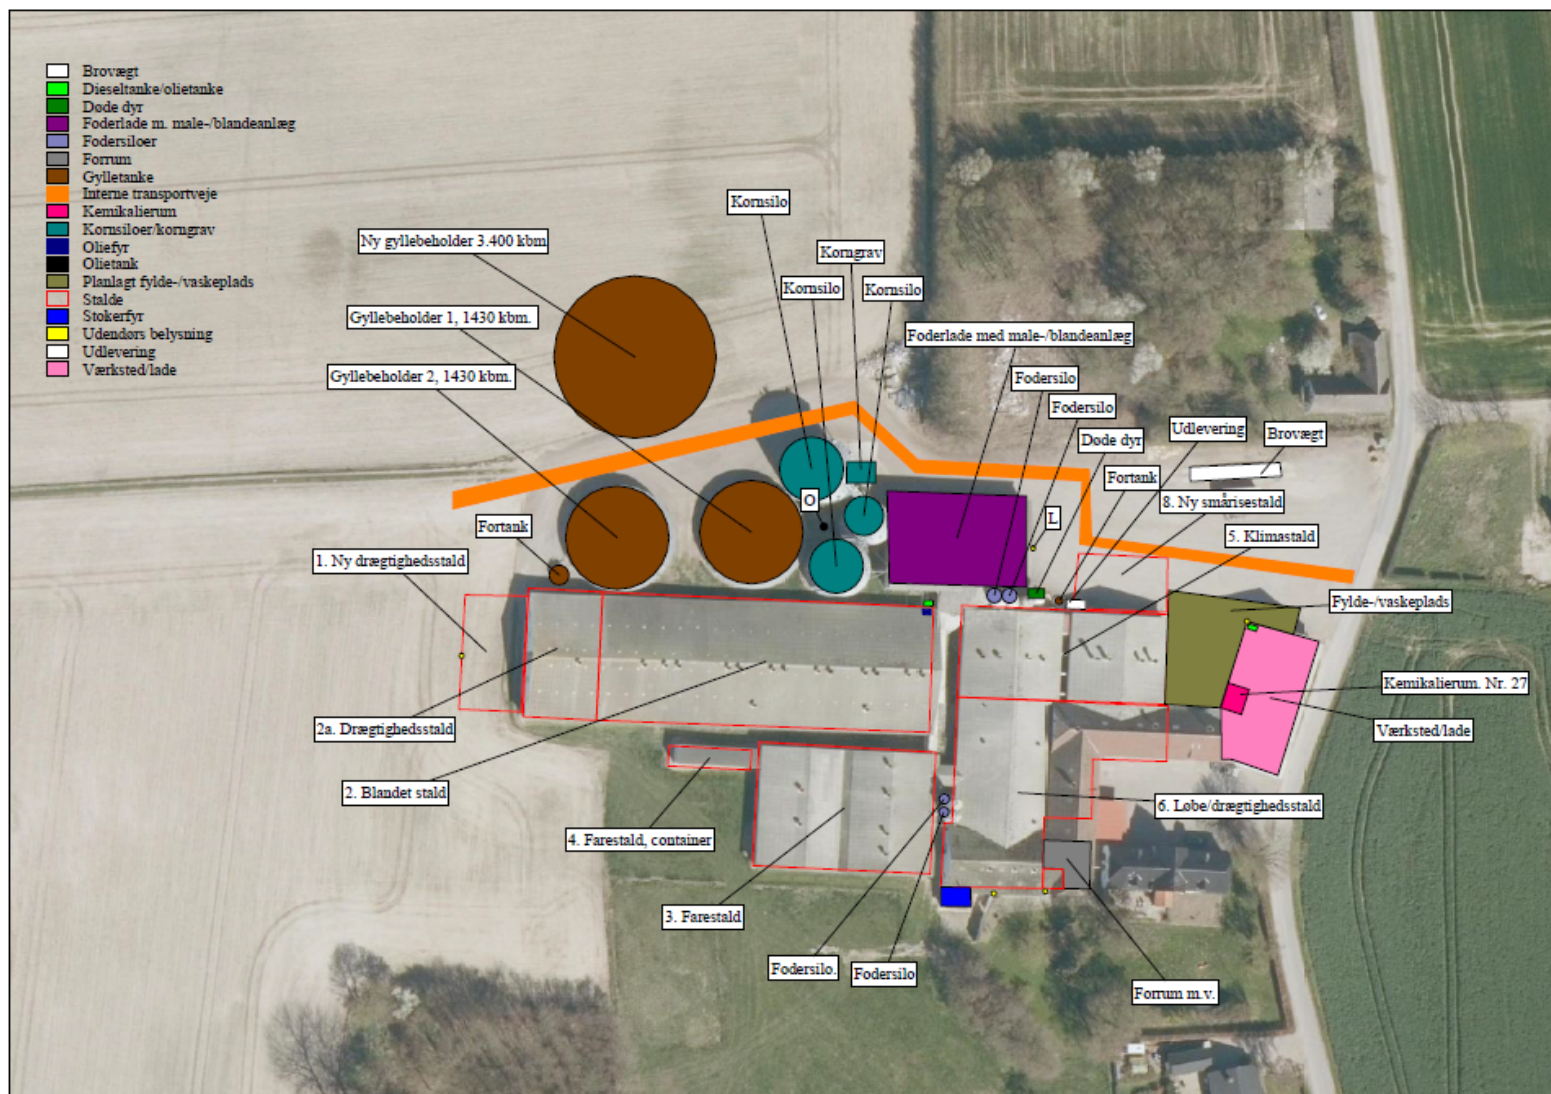 Brovægt
Dieseltanke/olietanke
Døde dyr
Foderlade m. male-/blandeanlæg
Fodersiloer
Forrum
Gylletanke
Interne transportveje
Kemikalierum
Kornsiloer/korngrav
Oliefyr
Olietank
Planlagt fylde-/vaskeplads
Stalde
Stokerfyr
Udendørs belysning
Udlevering
Værksted/lade
Kornsilo
Ny gyllebeholder 3.400 kbm
Korngrav
Kornsilo
Kornsilo
Gyllebeholder 1, 1430 kbm.
Foderlade med male-/blandeanlæg
Gyllebeholder 2, 1430 kbm.
Fodersilo
Fodersilo
Udlevering
Brovægt
Døde dyr
Fortank
O
8. Ny smårisestald
L
Fortank
5. Klimastald
1. Ny drægtighedsstald
Fylde-/vaskeplads
Kemikalierum. Nr. 27
2a. Drægtighedsstald
Værksted/lade
2. Blandet stald
6. Løbe/drægtighedsstald
4. Farestald, container
3. Farestald
Fodersilo.
Fodersilo
Forrum m.v.